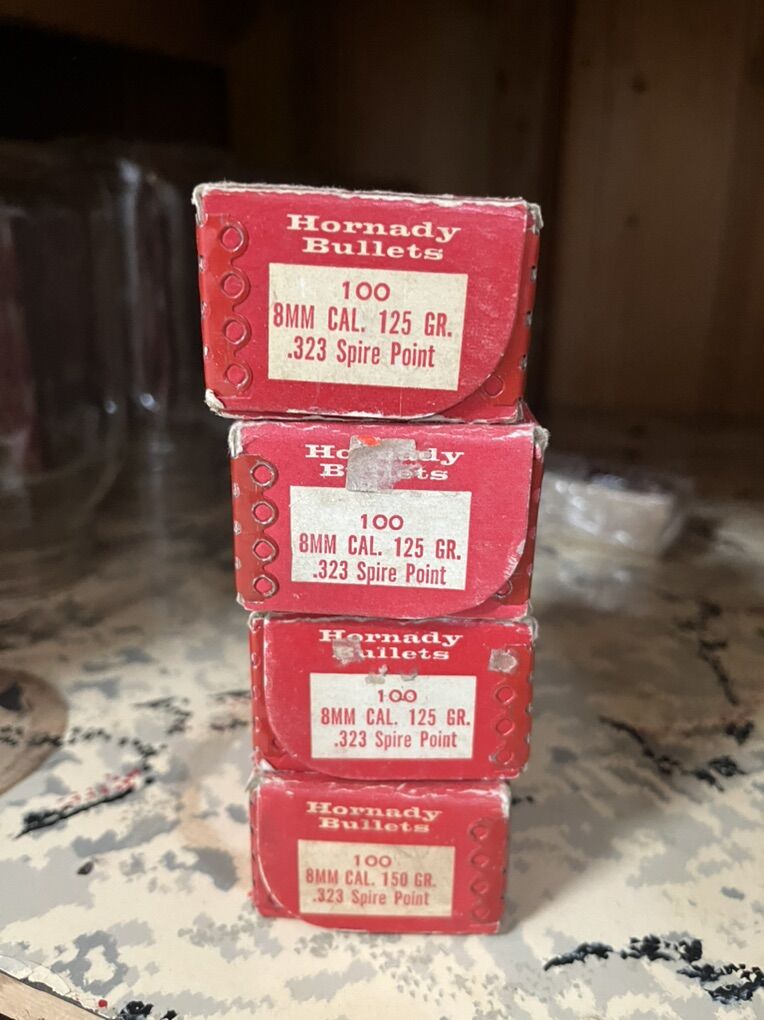 Hornady
Bullets
100
8MM CAL. 125 GR.
.323 Spire Point
Hornady
Bullets
100
8MM CAL. 125 GR.
.323 Spire Point
Hornady
Bullets
100
8MM CAL. 125 GR.
.323 Spire Point
Hornady
Bullets
100
8MM CAL. 150 GR.
.323 Spire Point